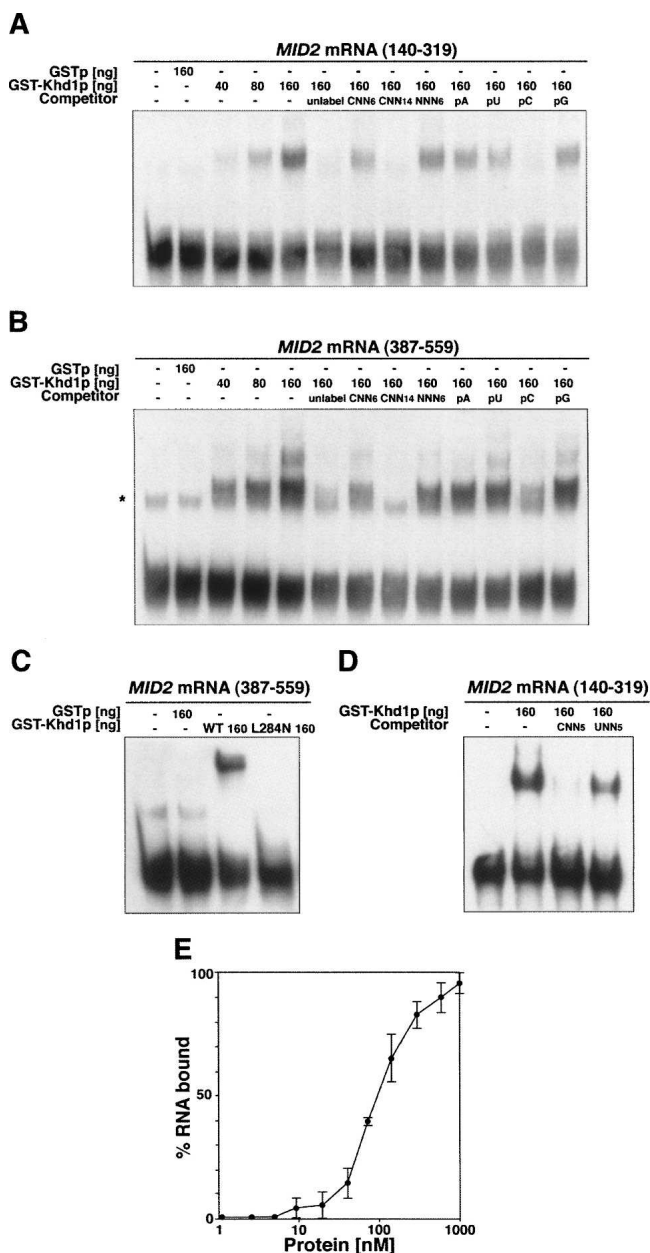 A
MID2 mRNA (140-319)
GSTp [ng] - 160 - - - - - - - - - - -
GST-Khd1p [ng] - - 40 80 160 160 160 160 160 160 160 160 160
Competitor - - - - - unlabel CNN6 CNN14 NNN6 pA pU pC pG
B
MID2 mRNA (387-559)
GSTp [ng] - 160 - - - - - - - - - - -
GST-Khd1p [ng] - - 40 80 160 160 160 160 160 160 160 160 160
Competitor - - - - - unlabel CNN6 CNN14 NNN6 pA pU pC pG
*
C
MID2 mRNA (387-559)
GSTp [ng] - 160 - -
GST-Khd1p [ng] - - WT 160 L284N 160
D
MID2 mRNA (140-319)
GST-Khd1p [ng] - 160 160 160
Competitor - - CNN5 UNN5
E
100
50
0
% RNA bound
1 10 100 1000
Protein [nM]